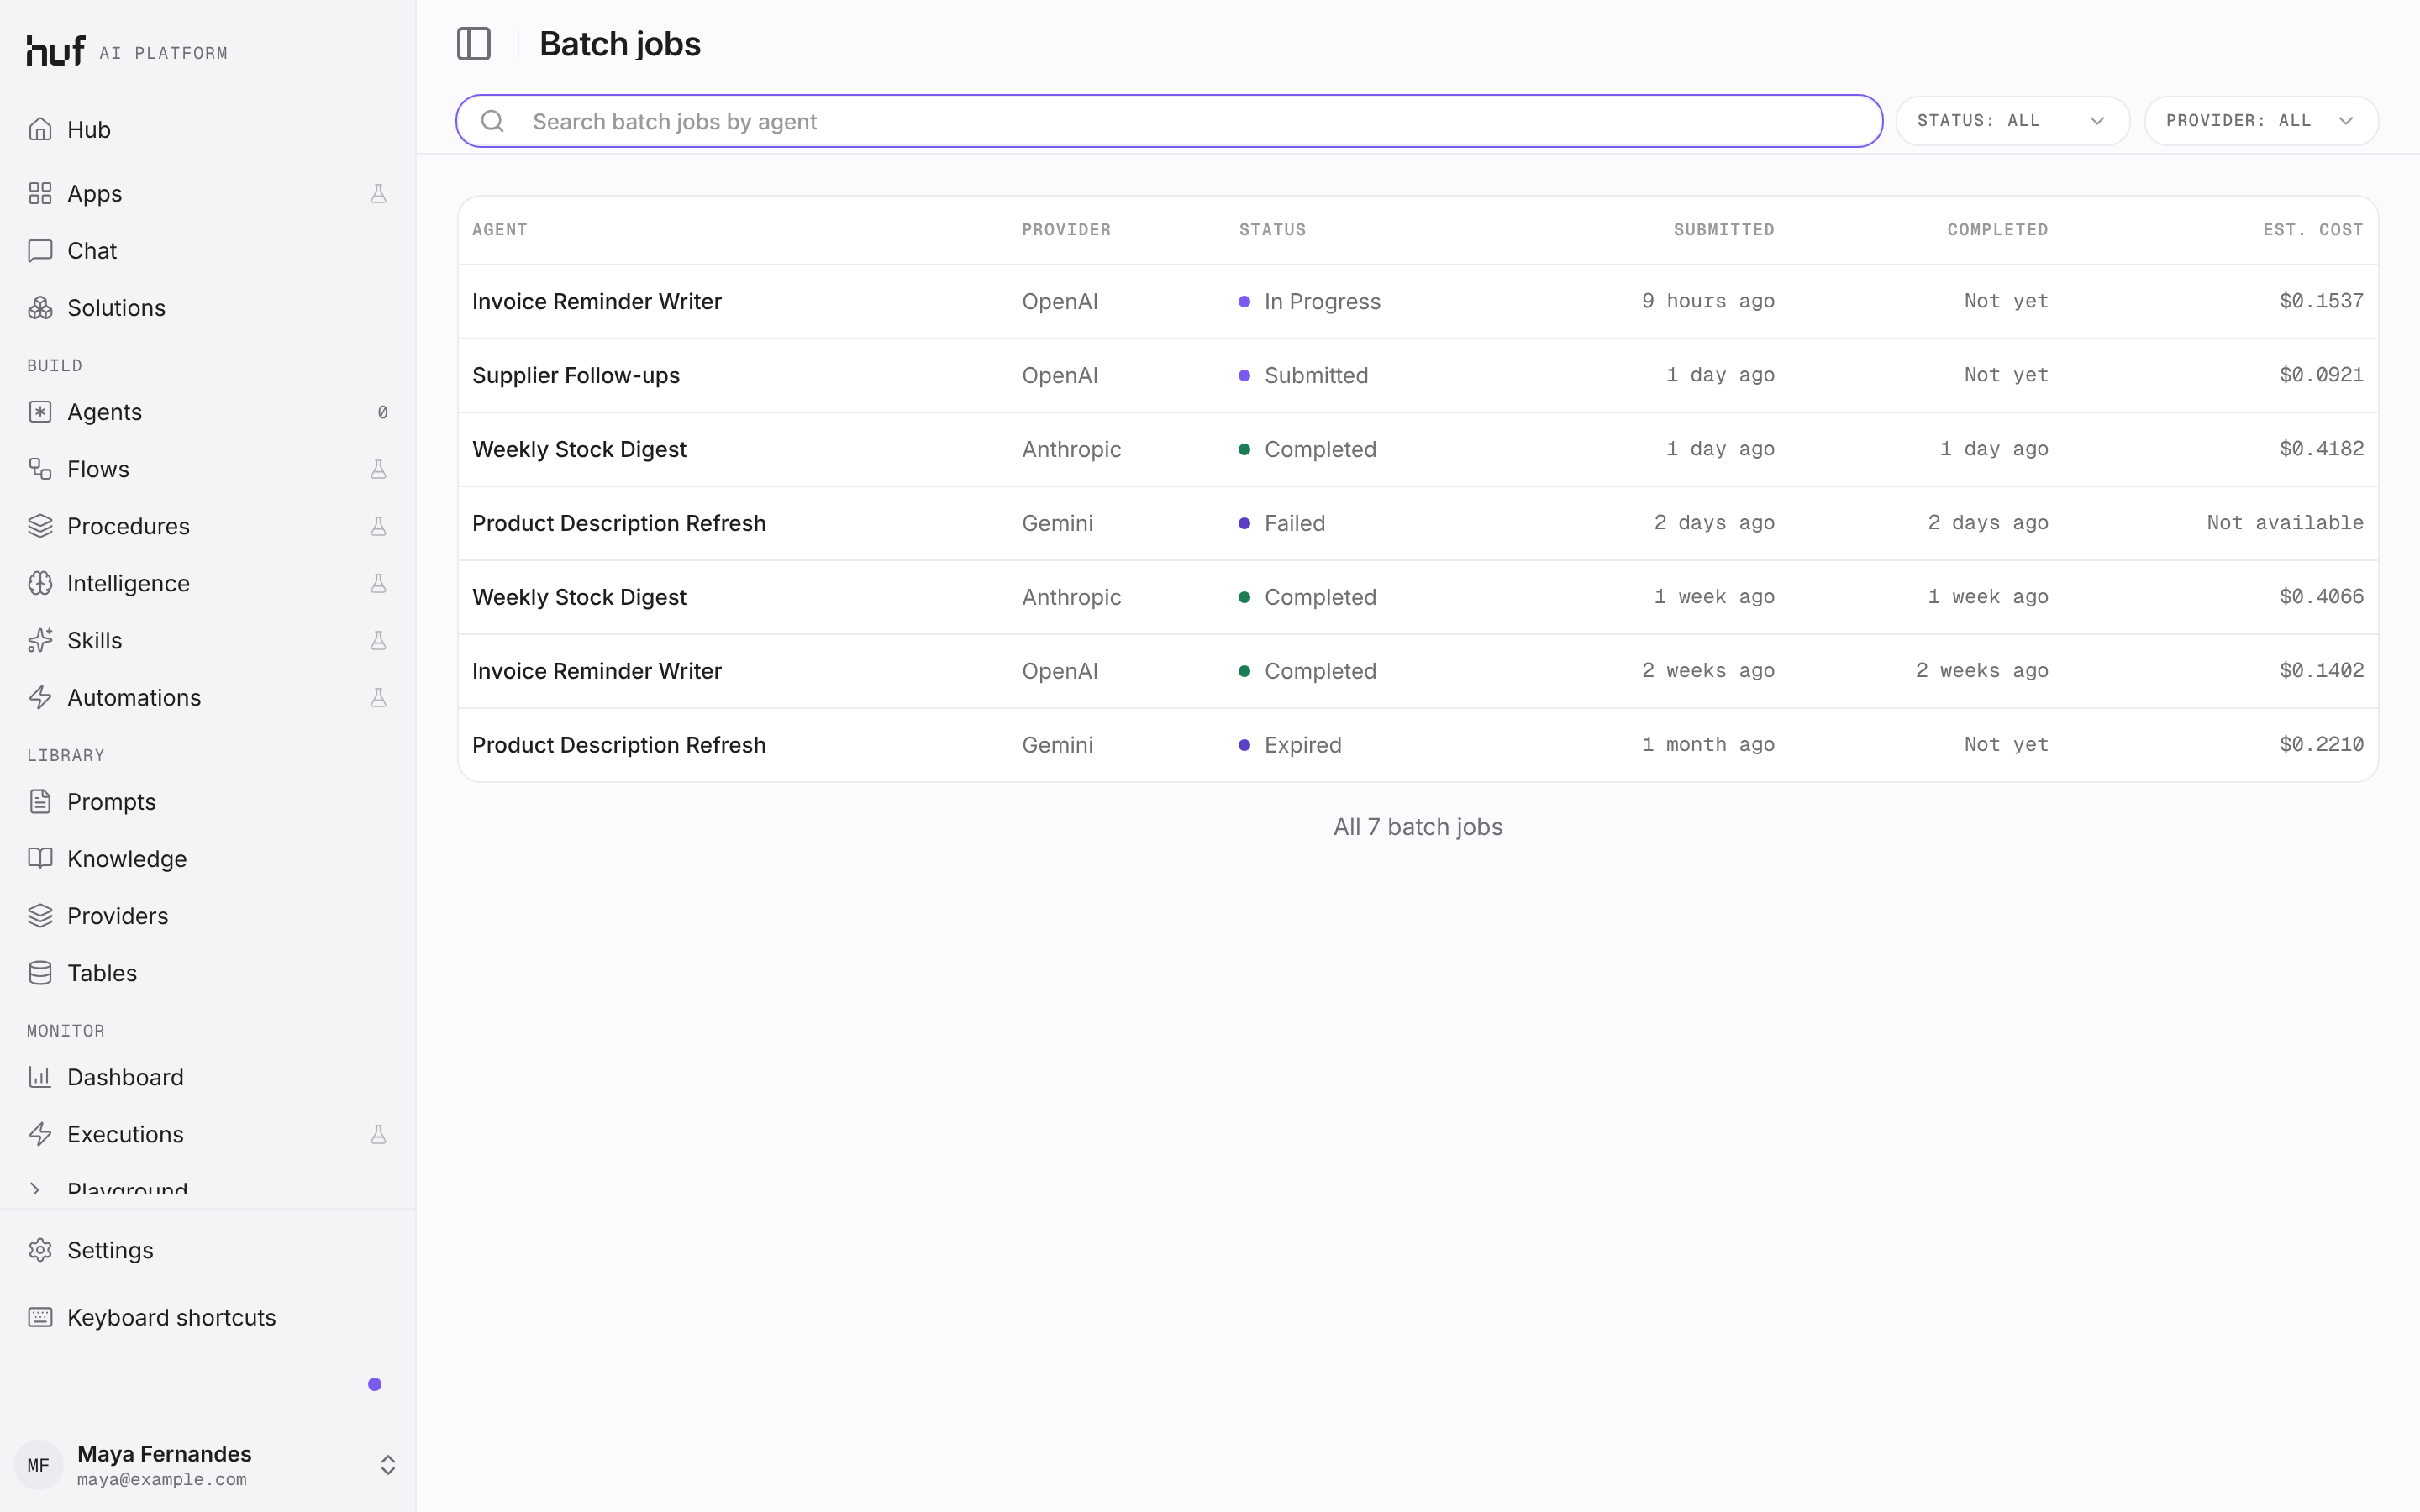 huf AI PLATFORM
Hub
Apps
Chat
Solutions
BUILD
Agents 0
Flows
Procedures
Intelligence
Skills
Automations
LIBRARY
Prompts
Knowledge
Providers
Tables
MONITOR
Dashboard
Executions
Playground
Settings
Keyboard shortcuts
MF Maya Fernandes
maya@example.com
Batch jobs
Search batch jobs by agent STATUS: ALL PROVIDER: ALL
AGENT PROVIDER STATUS SUBMITTED COMPLETED EST. COST
Invoice Reminder Writer OpenAI In Progress 9 hours ago Not yet $0.1537
Supplier Follow-ups OpenAI Submitted 1 day ago Not yet $0.0921
Weekly Stock Digest Anthropic Completed 1 day ago 1 day ago $0.4182
Product Description Refresh Gemini Failed 2 days ago 2 days ago Not available
Weekly Stock Digest Anthropic Completed 1 week ago 1 week ago $0.4066
Invoice Reminder Writer OpenAI Completed 2 weeks ago 2 weeks ago $0.1402
Product Description Refresh Gemini Expired 1 month ago Not yet $0.2210
All 7 batch jobs